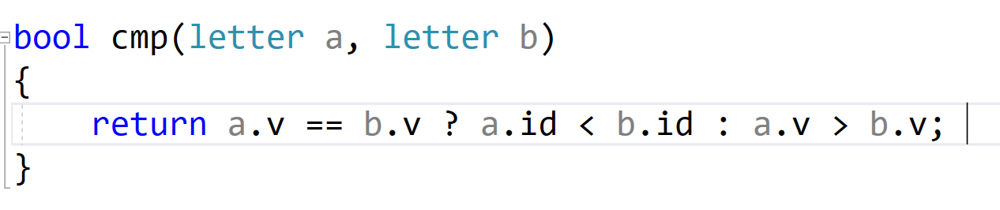 bool cmp(letter a, letter b)
{
    return a.v == b.v ? a.id < b.id : a.v > b.v;
}